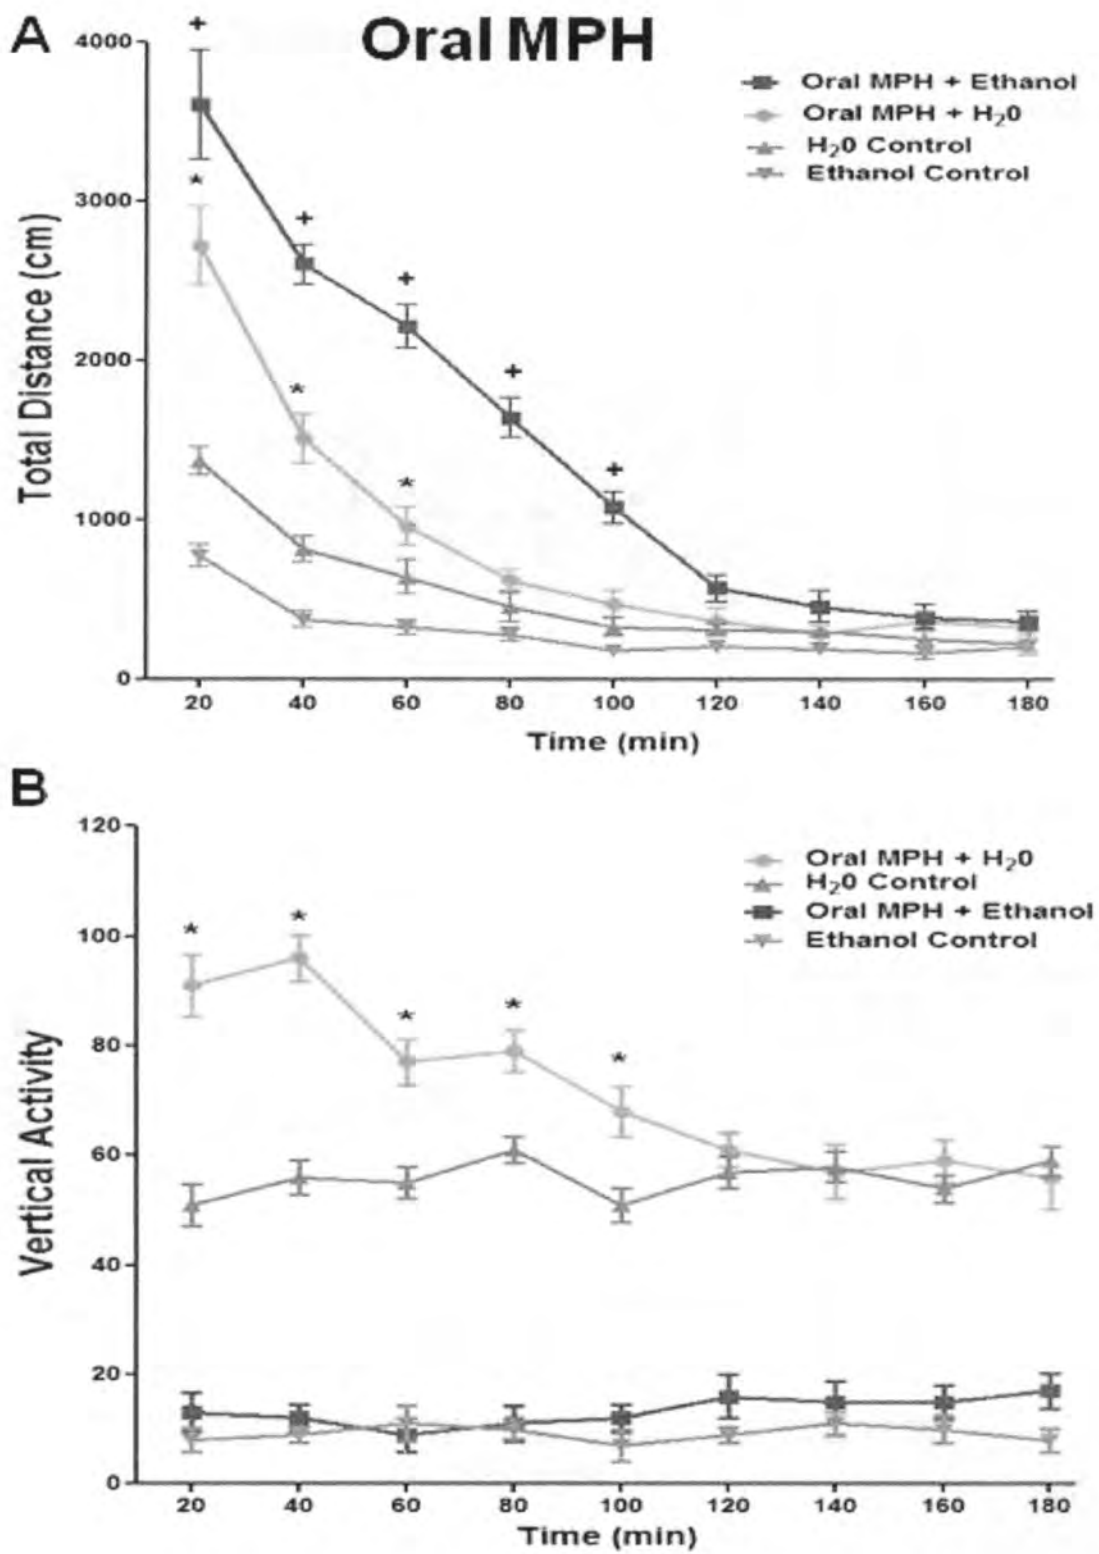 A
Oral MPH
Oral MPH + Ethanol
Oral MPH + H₂0
H₂0 Control
Ethanol Control
Total Distance (cm)
4000
3000
2000
1000
0
+
*
+
*
+
*
+
+
20 40 60 80 100 120 140 160 180
Time (min)
B
Oral MPH + H₂0
H₂0 Control
Oral MPH + Ethanol
Ethanol Control
Vertical Activity
120
100
80
60
40
20
0
*
*
*
*
*
20 40 60 80 100 120 140 160 180
Time (min)